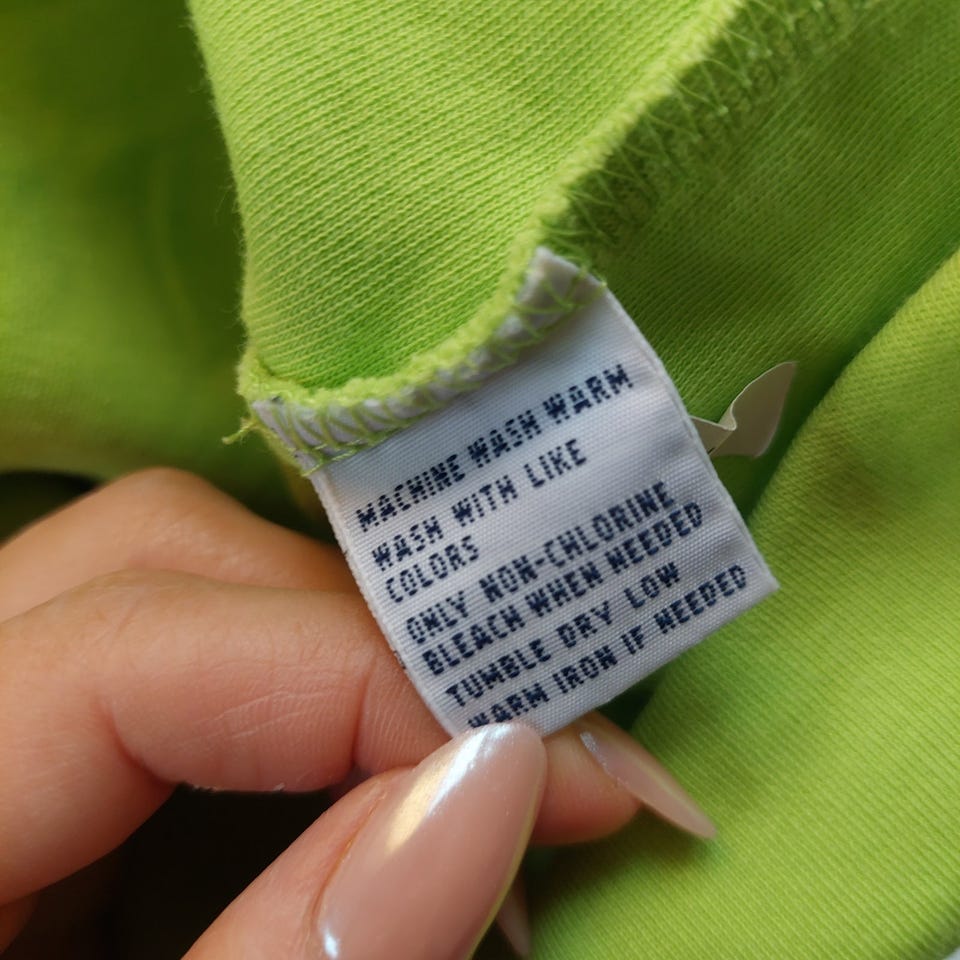 MACHINE WASH WARM
WASH WITH LIKE
COLORS
ONLY NON-CHLORINE
BLEACH WHEN NEEDED
TUMBLE DRY LOW
WARM IRON IF NEEDED